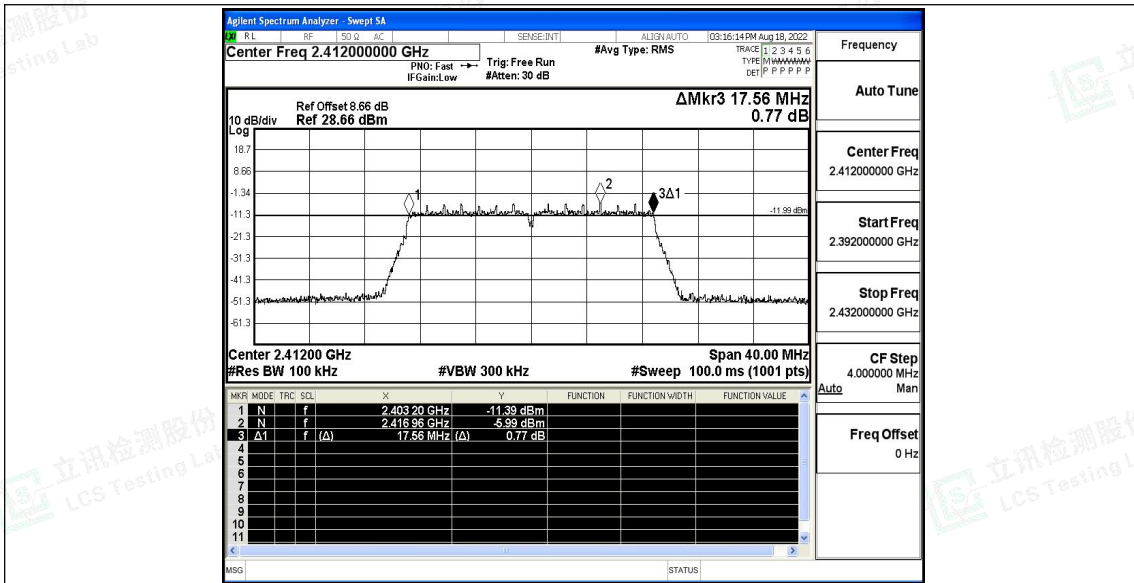 Agilent Spectrum Analyzer - Swept SA
LXI RL RF 50 Ω AC SENSE:INT ALIGN AUTO 03:16:14 PM Aug 18, 2022
Center Freq 2.412000000 GHz
PNO: Fast
IFGain:Low
Trig: Free Run
#Atten: 30 dB
#Avg Type: RMS
TRACE 1 2 3 4 5 6
TYPE M
DET P P P P P P
Ref Offset 8.66 dB
10 dB/div Ref 28.66 dBm
Log
ΔMkr3 17.56 MHz
0.77 dB
18.7
8.66
-1.34
-11.3
-21.3
-31.3
-41.3
-51.3
-61.3
1
2
3Δ1
-11.99 dBm
Center 2.41200 GHz Span 40.00 MHz
#Res BW 100 kHz #VBW 300 kHz #Sweep 100.0 ms (1001 pts)
MKR MODE TRC SCL X Y FUNCTION FUNCTION WIDTH FUNCTION VALUE
1 N f 2.403 20 GHz -11.39 dBm
2 N f 2.416 96 GHz -5.99 dBm
3 Δ1 f (Δ) 17.56 MHz (Δ) 0.77 dB
4
5
6
7
8
9
10
11
MSG STATUS
Frequency
Auto Tune
Center Freq
2.412000000 GHz
Start Freq
2.392000000 GHz
Stop Freq
2.432000000 GHz
CF Step
4.000000 MHz
Auto Man
Freq Offset
0 Hz
立讯检测股份
LCS Testing Lab